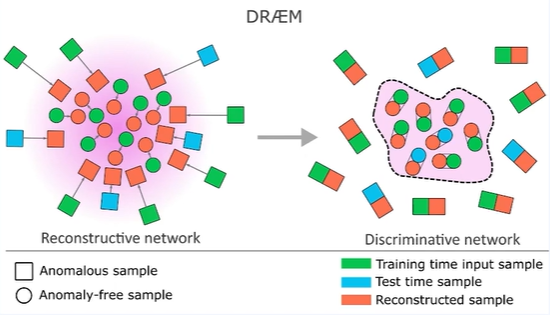 DRÆM
Reconstructive network
Discriminative network
Anomalous sample
Anomaly-free sample
Training time input sample
Test time sample
Reconstructed sample